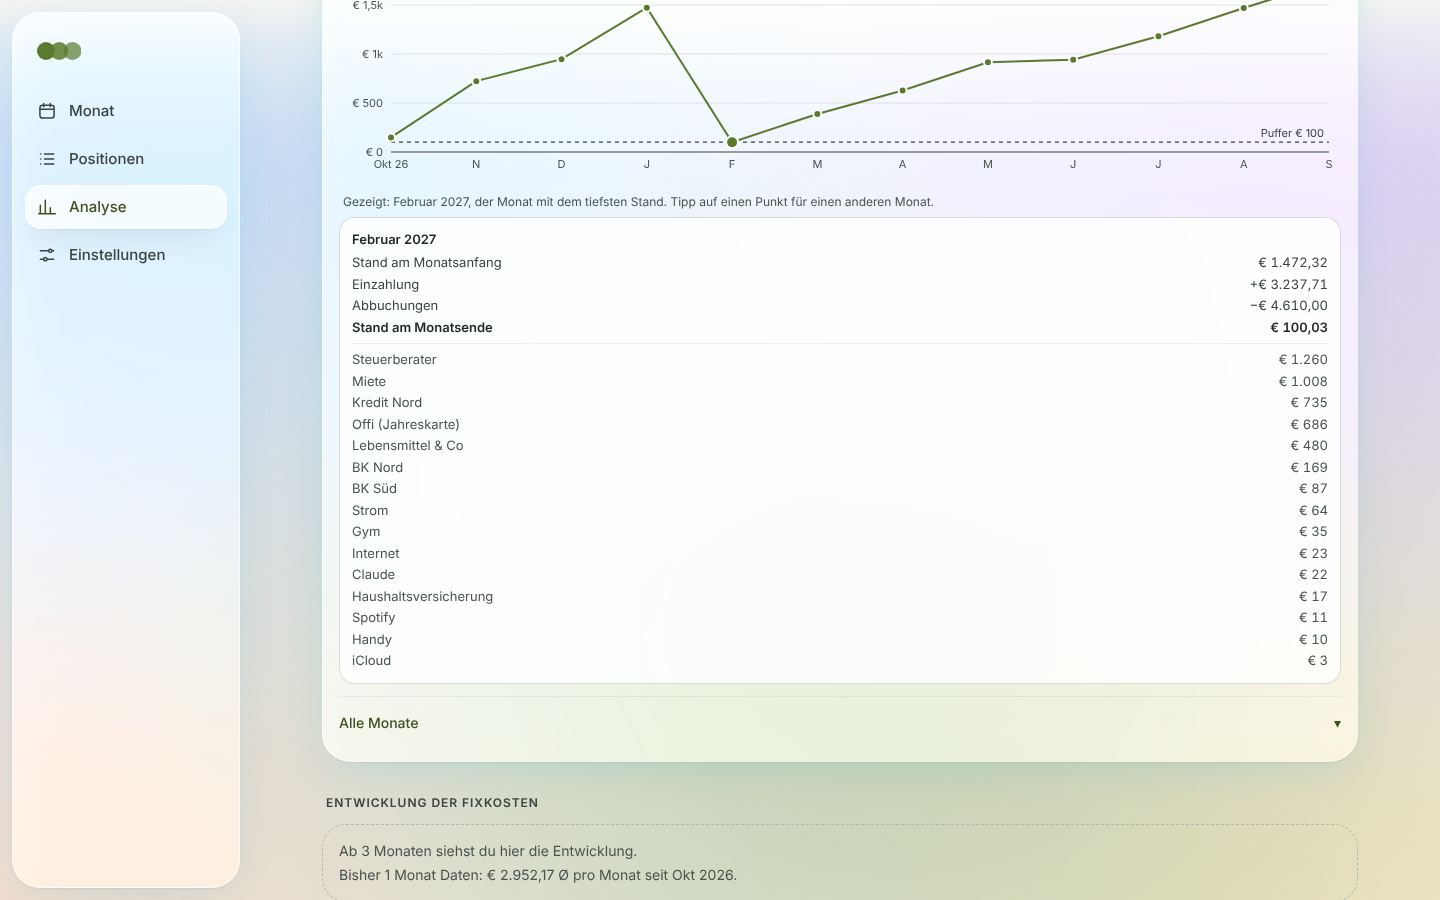 Monat
Positionen
Analyse
Einstellungen
€ 1,5k
€ 1k
€ 500
€ 0
Puffer € 100
Okt 26 N D J F M A M J J A S
Gezeigt: Februar 2027, der Monat mit dem tiefsten Stand. Tipp auf einen Punkt für einen anderen Monat.
Februar 2027
Stand am Monatsanfang € 1.472,32
Einzahlung +€ 3.237,71
Abbuchungen −€ 4.610,00
Stand am Monatsende € 100,03
Steuerberater € 1.260
Miete € 1.008
Kredit Nord € 735
Offi (Jahreskarte) € 686
Lebensmittel & Co € 480
BK Nord € 169
BK Süd € 87
Strom € 64
Gym € 35
Internet € 23
Claude € 22
Haushaltsversicherung € 17
Spotify € 11
Handy € 10
iCloud € 3
Alle Monate
ENTWICKLUNG DER FIXKOSTEN
Ab 3 Monaten siehst du hier die Entwicklung.
Bisher 1 Monat Daten: € 2.952,17 Ø pro Monat seit Okt 2026.